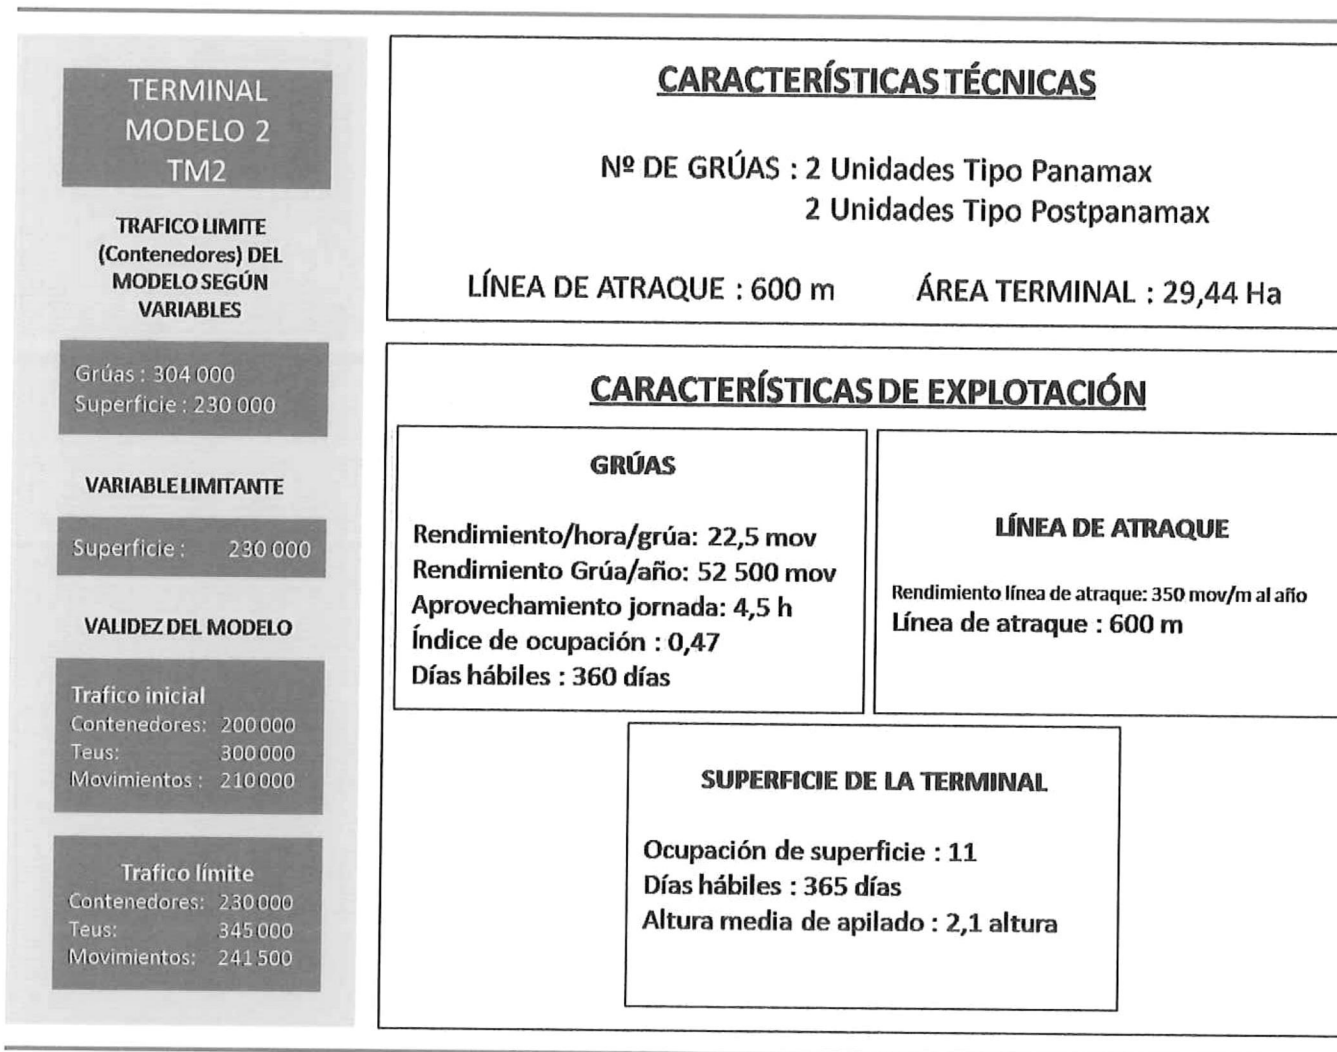 TERMINAL
MODELO 2
TM2
TRAFICO LIMITE
(Contenedores) DEL
MODELO SEGÚN
VARIABLES
Grúas : 304 000
Superficie : 230 000
VARIABLE LIMITANTE
Superficie : 230 000
VALIDEZ DEL MODELO
Trafico inicial
Contenedores: 200 000
Teus: 300 000
Movimientos : 210 000
Trafico límite
Contenedores: 230 000
Teus: 345 000
Movimientos: 241 500
CARACTERÍSTICAS TÉCNICAS
Nº DE GRÚAS : 2 Unidades Tipo Panamax
2 Unidades Tipo Postpanamax
LÍNEA DE ATRAQUE : 600 m ÁREA TERMINAL : 29,44 Ha
CARACTERÍSTICAS DE EXPLOTACIÓN
GRÚAS
Rendimiento/hora/grúa: 22,5 mov
Rendimiento Grúa/año: 52 500 mov
Aprovechamiento jornada: 4,5 h
Índice de ocupación : 0,47
Días hábiles : 360 días
LÍNEA DE ATRAQUE
Rendimiento línea de atraque: 350 mov/m al año
Línea de atraque : 600 m
SUPERFICIE DE LA TERMINAL
Ocupación de superficie : 11
Días hábiles : 365 días
Altura media de apilado : 2,1 altura